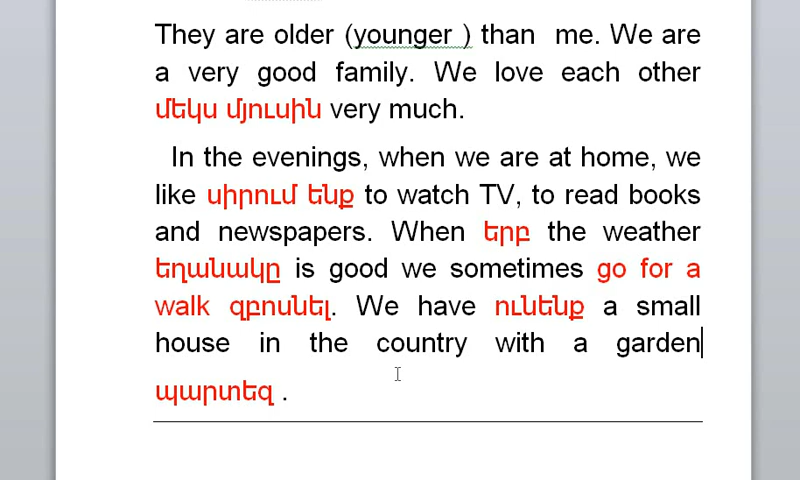 They are older (younger ) than me. We are
a very good family. We love each other
մեկս մյուսին very much.
In the evenings, when we are at home, we
like սիրում ենք to watch TV, to read books
and newspapers. When երբ the weather
եղանակը is good we sometimes go for a
walk զբոսնել. We have ունենք a small
house in the country with a garden
պարտեզ .